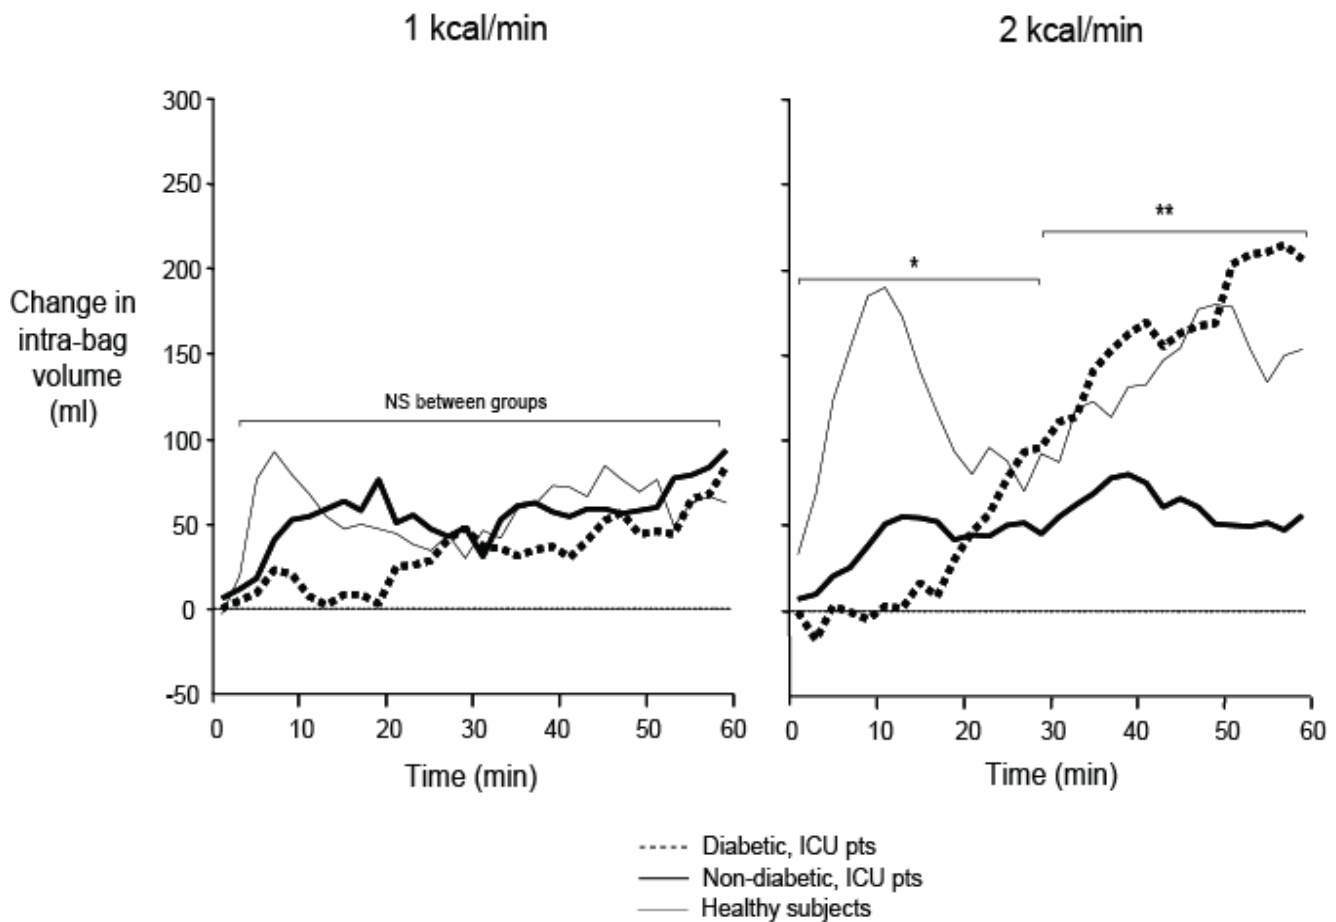 1 kcal/min
2 kcal/min
300
250
200
150
100
50
0
-50
Change in
intra-bag
volume
(ml)
NS between groups
*
**
0 10 20 30 40 50 60
0 10 20 30 40 50 60
Time (min)
Time (min)
Diabetic, ICU pts
Non-diabetic, ICU pts
Healthy subjects